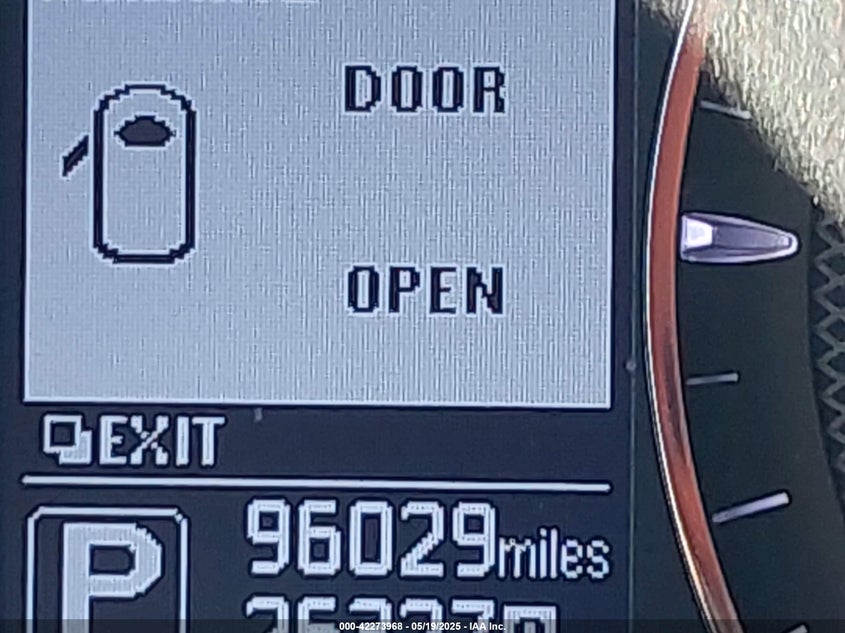 DOOR
OPEN
EXIT
P
96029miles
000-42273968 - 05/19/2025 - IAA Inc.